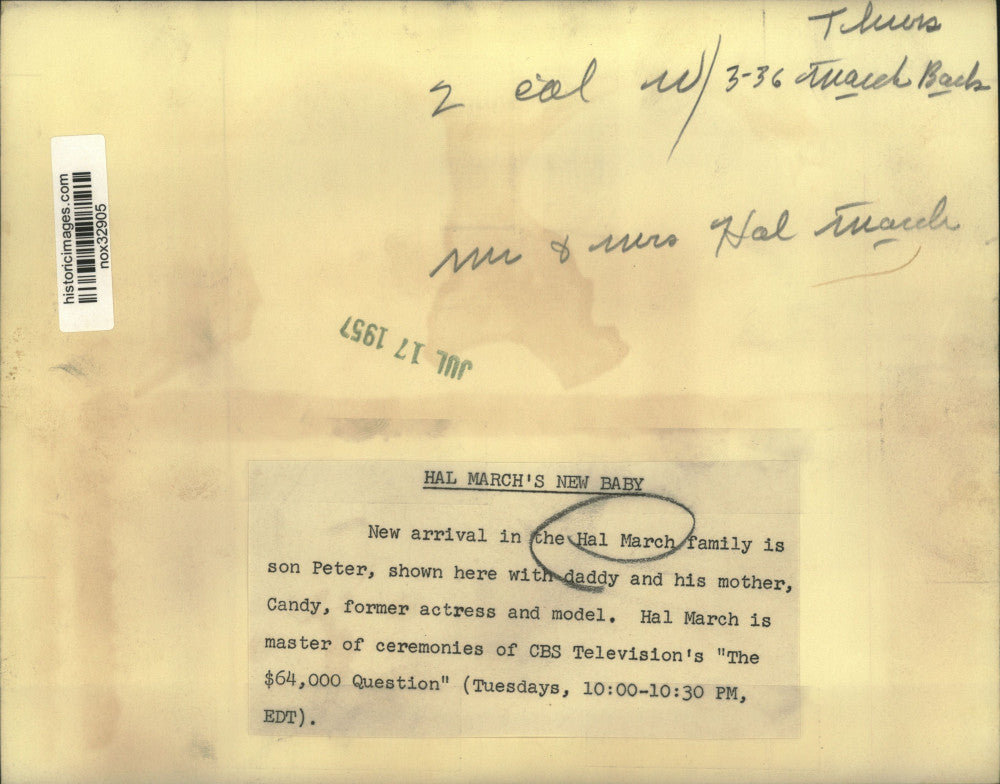 Thurs
2 col w/ 3-36 March Back
Mr & Mrs Hal March
historicimages.com
nox32905
JUL 17 1957
HAL MARCH'S NEW BABY
New arrival in the Hal March family is
son Peter, shown here with daddy and his mother,
Candy, former actress and model. Hal March is
master of ceremonies of CBS Television's "The
$64,000 Question" (Tuesdays, 10:00-10:30 PM,
EDT).